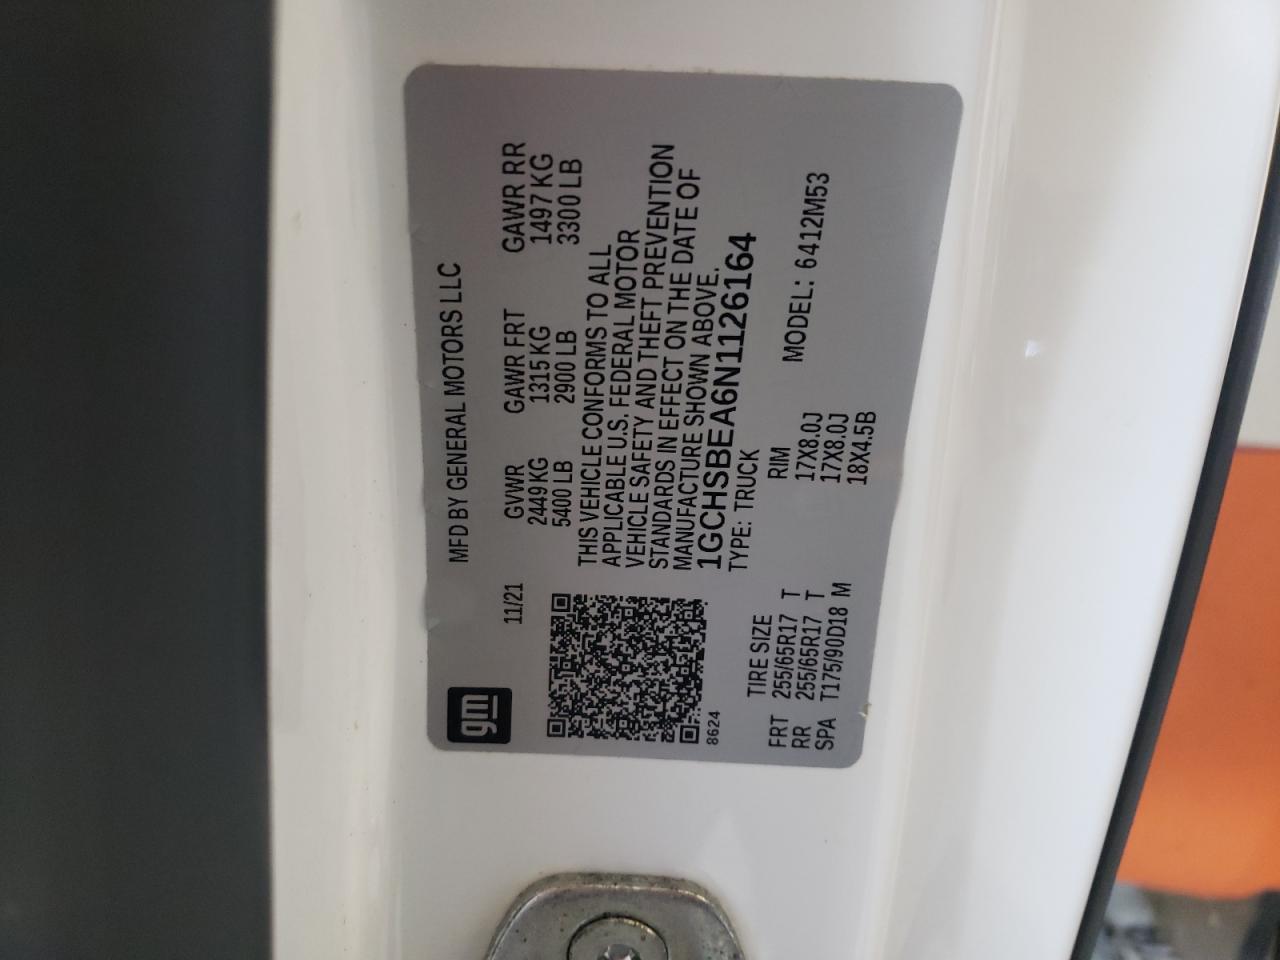 gm
MFD BY GENERAL MOTORS LLC
11/21 GVWR GAWR FRT GAWR RR
2449 KG 1315 KG 1497 KG
5400 LB 2900 LB 3300 LB
THIS VEHICLE CONFORMS TO ALL
APPLICABLE U.S. FEDERAL MOTOR
VEHICLE SAFETY AND THEFT PREVENTION
STANDARDS IN EFFECT ON THE DATE OF
MANUFACTURE SHOWN ABOVE.
1GCHSBEA6N1126164
8624
TYPE: TRUCK
TIRE SIZE RIM MODEL: 6412M53
FRT 255/65R17 T 17X8.0J
RR 255/65R17 T 17X8.0J
SPA T175/90D18 M 18X4.5B